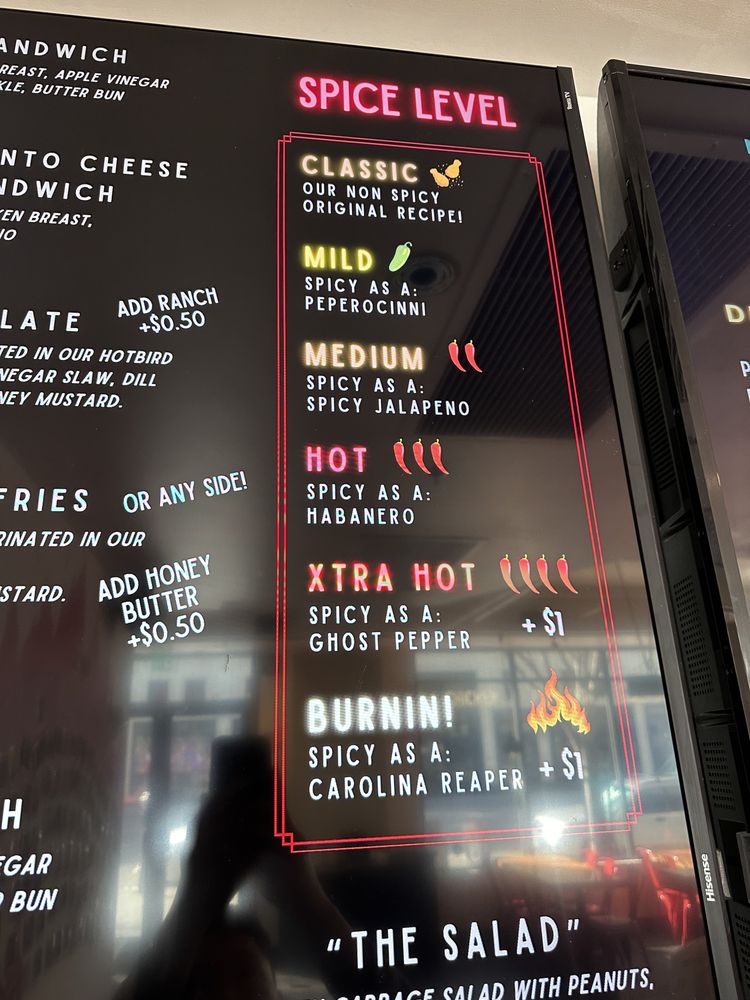 ANDWICH
REAST, APPLE VINEGAR
KLE, BUTTER BUN
NTO CHEESE
NDWICH
KEN BREAST,
IO
LATE
ADD RANCH
+$0.50
TED IN OUR HOTBIRD
NEGAR SLAW, DILL
NEY MUSTARD.
FRIES
OR ANY SIDE!
RINATED IN OUR
STARD.
ADD HONEY
BUTTER
+$0.50
H
EGAR
BUN
SPICE LEVEL
CLASSIC
OUR NON SPICY
ORIGINAL RECIPE!
MILD
SPICY AS A:
PEPEROCINNI
MEDIUM
SPICY AS A:
SPICY JALAPENO
HOT
SPICY AS A:
HABANERO
XTRA HOT
SPICY AS A:
GHOST PEPPER
+ $1
BURNIN!
SPICY AS A:
CAROLINA REAPER
+ $1
"THE SALAD"
CABBAGE SALAD WITH PEANUTS,
Roku TV
Hisense
D
P